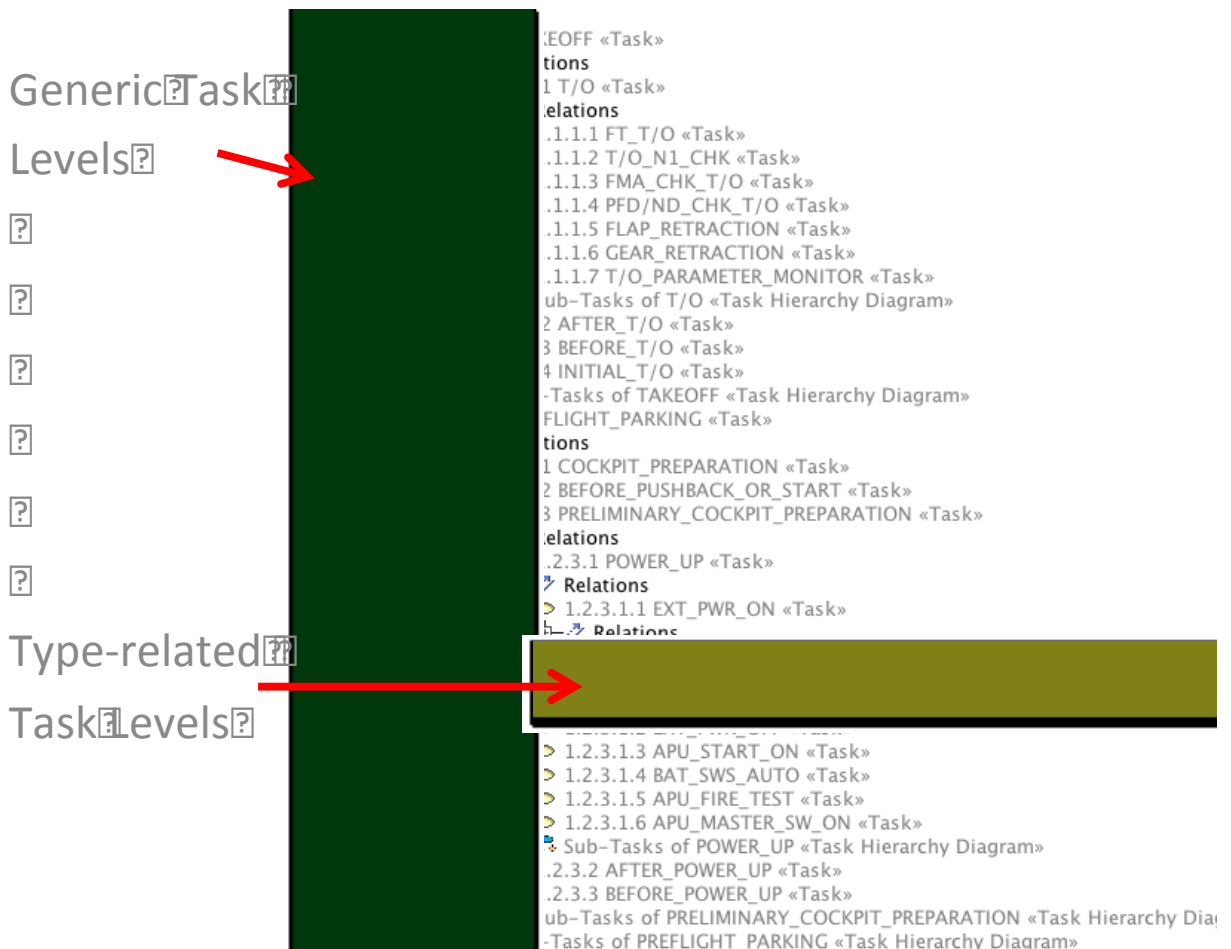 Generic Task
Levels
Type-related
Task Levels
EOFF «Task»
tions
1 T/O «Task»
elations
.1.1.1 FT_T/O «Task»
.1.1.2 T/O_N1_CHK «Task»
.1.1.3 FMA_CHK_T/O «Task»
.1.1.4 PFD/ND_CHK_T/O «Task»
.1.1.5 FLAP_RETRACTION «Task»
.1.1.6 GEAR_RETRACTION «Task»
.1.1.7 T/O_PARAMETER_MONITOR «Task»
ub-Tasks of T/O «Task Hierarchy Diagram»
2 AFTER_T/O «Task»
3 BEFORE_T/O «Task»
4 INITIAL_T/O «Task»
-Tasks of TAKEOFF «Task Hierarchy Diagram»
FLIGHT_PARKING «Task»
tions
1 COCKPIT_PREPARATION «Task»
2 BEFORE_PUSHBACK_OR_START «Task»
3 PRELIMINARY_COCKPIT_PREPARATION «Task»
elations
.2.3.1 POWER_UP «Task»
Relations
1.2.3.1.1 EXT_PWR_ON «Task»
Relations
1.2.3.1.3 APU_START_ON «Task»
1.2.3.1.4 BAT_SWS_AUTO «Task»
1.2.3.1.5 APU_FIRE_TEST «Task»
1.2.3.1.6 APU_MASTER_SW_ON «Task»
Sub-Tasks of POWER_UP «Task Hierarchy Diagram»
.2.3.2 AFTER_POWER_UP «Task»
.2.3.3 BEFORE_POWER_UP «Task»
ub-Tasks of PRELIMINARY_COCKPIT_PREPARATION «Task Hierarchy Dia
-Tasks of PREFLIGHT_PARKING «Task Hierarchy Diagram»